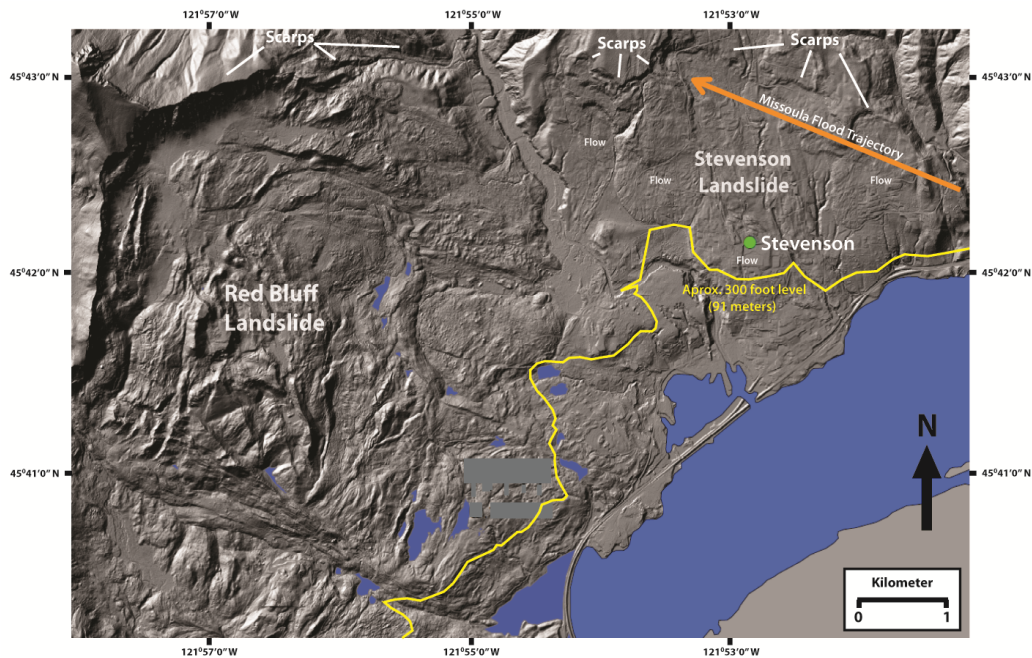 121°57'0"W
121°55'0"W
121°53'0"W
Scarps
Scarps
Scarps
45°43'0"N
45°43'0"N
Missoula Flood Trajectory
Flow
Stevenson
Landslide
Flow
Flow
Stevenson
Flow
45°42'0"N
45°42'0"N
Aprox. 300 foot level
(91 meters)
Red Bluff
Landslide
N
45°41'0"N
45°41'0"N
Kilometer
0
1
121°57'0"W
121°55'0"W
121°53'0"W